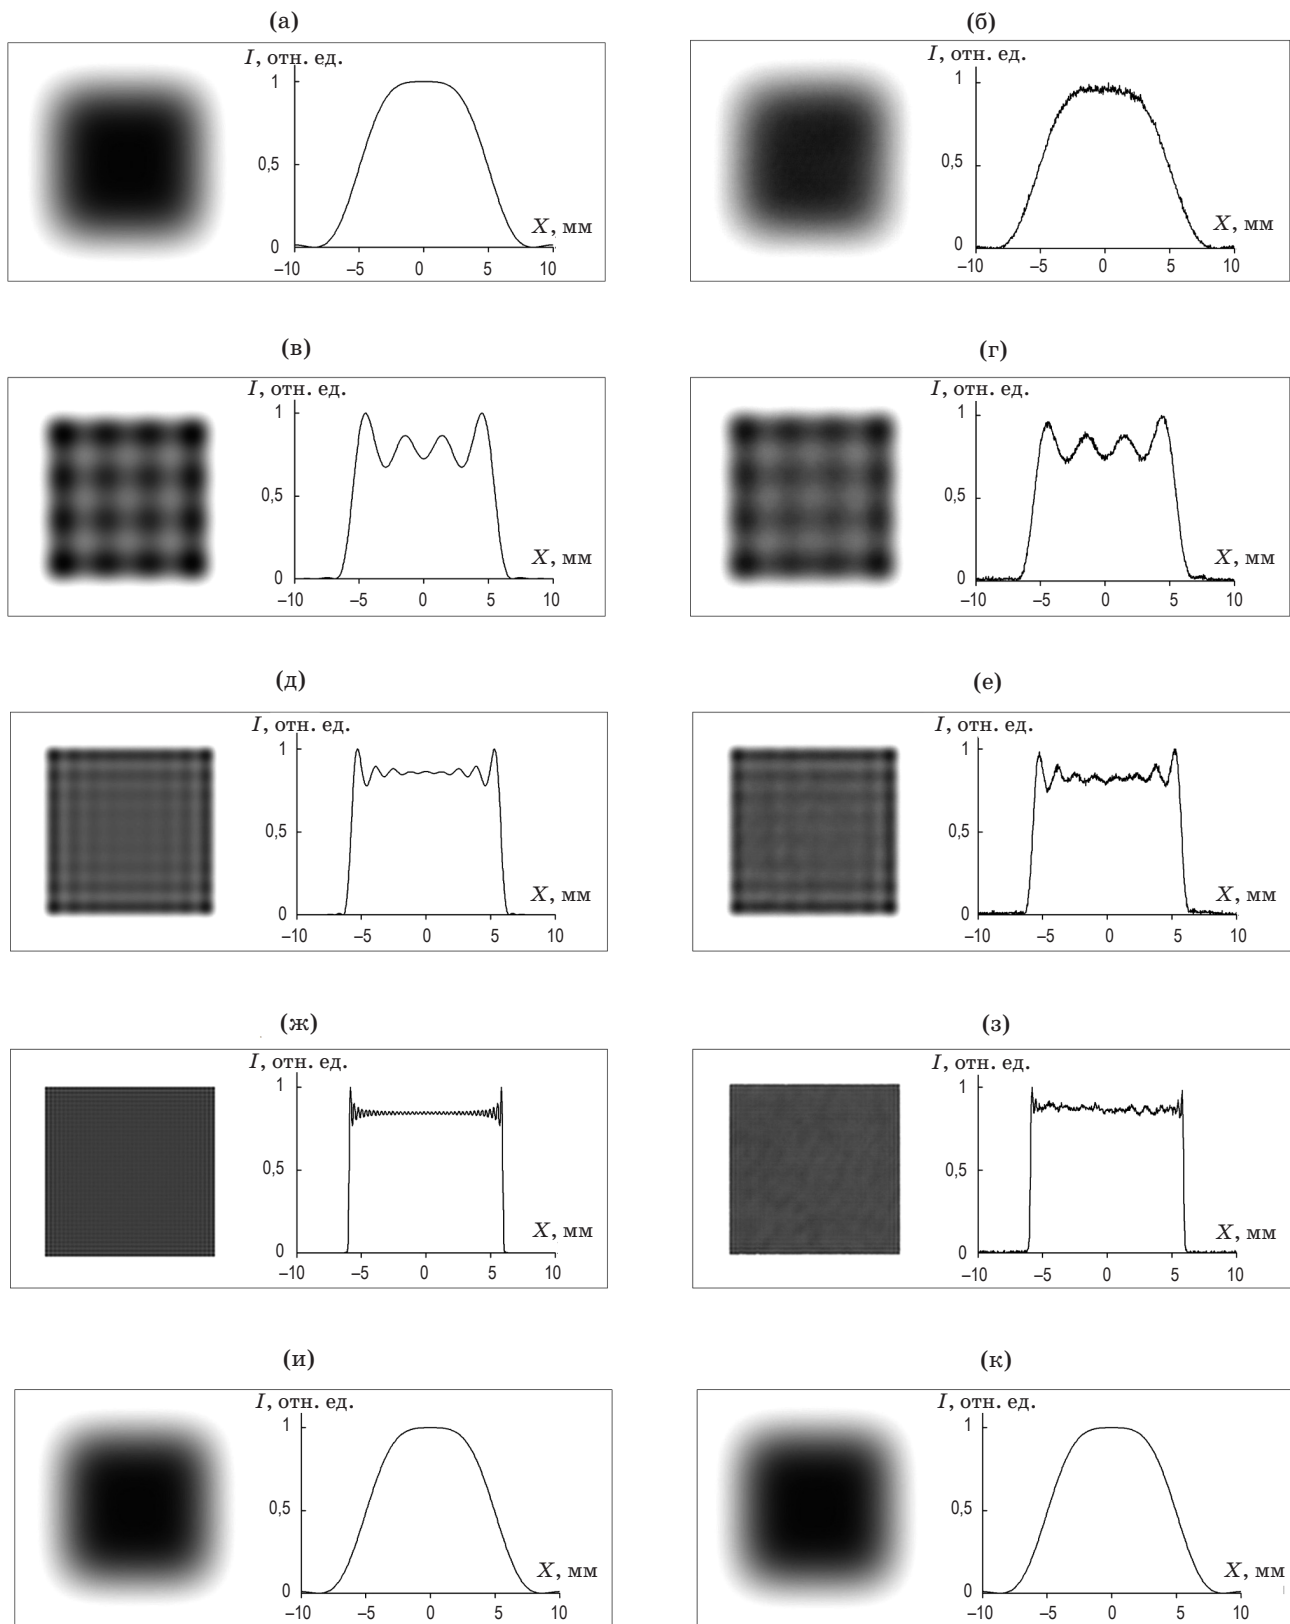 (а)
I, отн. ед.
1
0,5
X, мм
0
–10
–5
0
5
10
(б)
I, отн. ед.
1
0,5
X, мм
0
–10
–5
0
5
10
(в)
I, отн. ед.
1
0,5
X, мм
0
–10
–5
0
5
10
(г)
I, отн. ед.
1
0,5
X, мм
0
–10
–5
0
5
10
(д)
I, отн. ед.
1
0,5
X, мм
0
–10
–5
0
5
10
(е)
I, отн. ед.
1
0,5
X, мм
0
–10
–5
0
5
10
(ж)
I, отн. ед.
1
0,5
X, мм
0
–10
–5
0
5
10
(з)
I, отн. ед.
1
0,5
X, мм
0
–10
–5
0
5
10
(и)
I, отн. ед.
1
0,5
X, мм
0
–10
–5
0
5
10
(к)
I, отн. ед.
1
0,5
X, мм
0
–10
–5
0
5
10